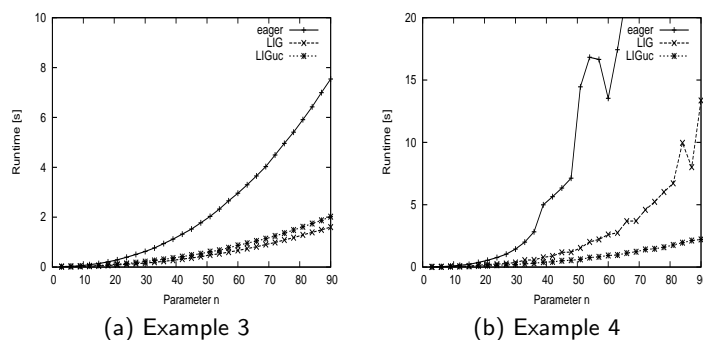 10
8
6
4
2
0
Runtime [s]
eager
LIG
LIGuc
0 10 20 30 40 50 60 70 80 90
Parameter n
(a) Example 3
20
15
10
5
0
Runtime [s]
eager
LIG
LIGuc
0 10 20 30 40 50 60 70 80 90
Parameter n
(b) Example 4